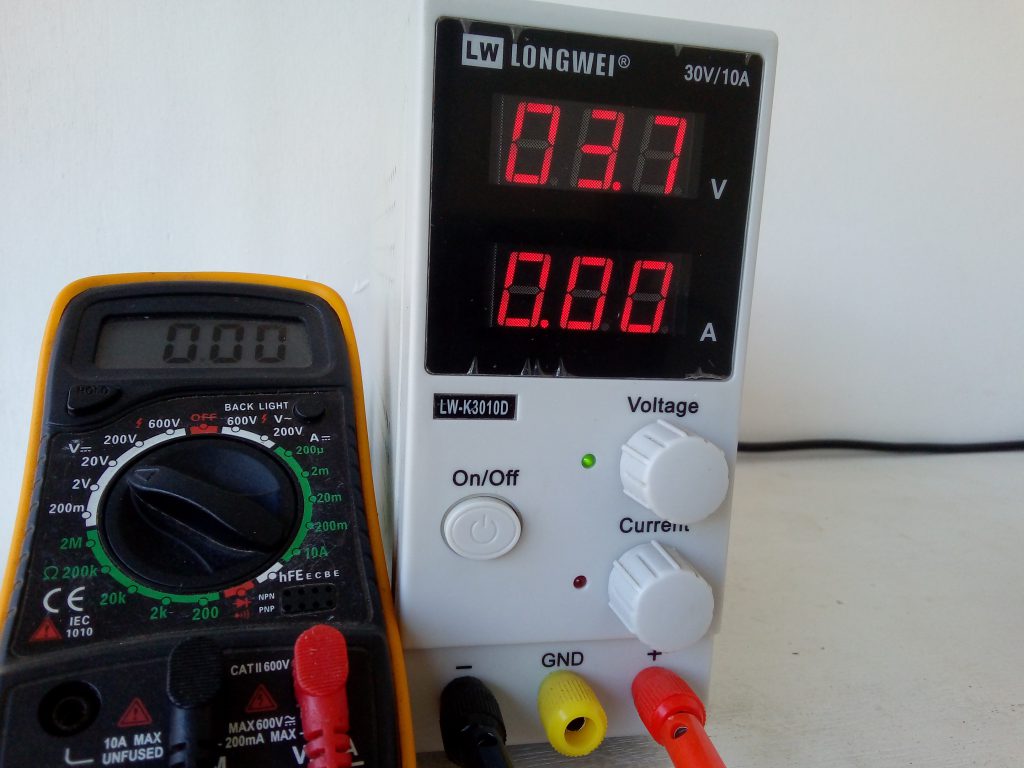 LW LONGWEI®
30V/10A
03.7
V
0.00
A
LW-K3010D
Voltage
On/Off
Current
−
GND
+
0.00
HOLD
BACK LIGHT
600V
OFF
600V
V~
200V
200V
A
V
20V
2V
200m
200µ
2m
20m
200m
10A
2M
Ω 200k
20k
2k
200
hFE E C B E
NPN
PNP
CE
IEC
1010
CAT II 600V
10A MAX
UNFUSED
MAX 600V
200mA MAX